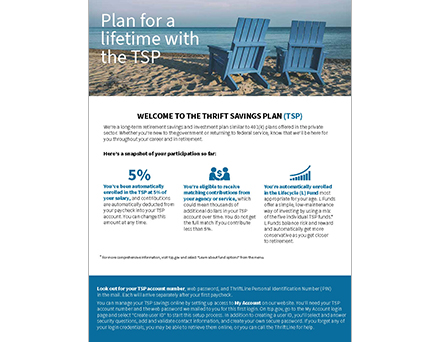 Plan for a
lifetime with
the TSP
WELCOME TO THE THRIFT SAVINGS PLAN (TSP)
We're a long-term retirement savings and investment plan similar to 401(k) plans offered in the private
sector. Whether you're new to the government or returning to federal service, know that we'll be here for
you throughout your career and in retirement.
Here's a snapshot of your participation so far:
5%
You've been automatically
enrolled in the TSP at 5% of
your salary, and contributions
are automatically deducted from
your paycheck into your TSP
account. You can change this
amount at any time.
You're eligible to receive
matching contributions from
your agency or service, which
could mean thousands of
additional dollars in your TSP
account over time. You do not get
the full match if you contribute
less than 5%.
You're automatically enrolled
in the Lifecycle (L) Fund most
appropriate for your age. L Funds
offer a simple, low-maintenance
way of investing by using a mix
of the five individual TSP funds.*
L Funds balance risk and reward
and automatically get more
conservative as you get closer
to retirement.
* For more comprehensive information, visit tsp.gov and select "Learn about fund options" from the menu.
Look out for your TSP account number, web password, and ThriftLine Personal Identification Number (PIN)
in the mail. Each will arrive separately after your first paycheck.
You can manage your TSP savings online by setting up access to My Account on our website. You'll need your TSP
account number and the web password we mailed to you for this first login. On tsp.gov, go to the My Account login
page and select "Create user ID" to start this setup process. In addition to creating a user ID, you'll select and answer
security questions, add and validate contact information, and create your own secure password. If you forget any of
your login credentials, you may be able to retrieve them online, or you can call the ThriftLine for help.